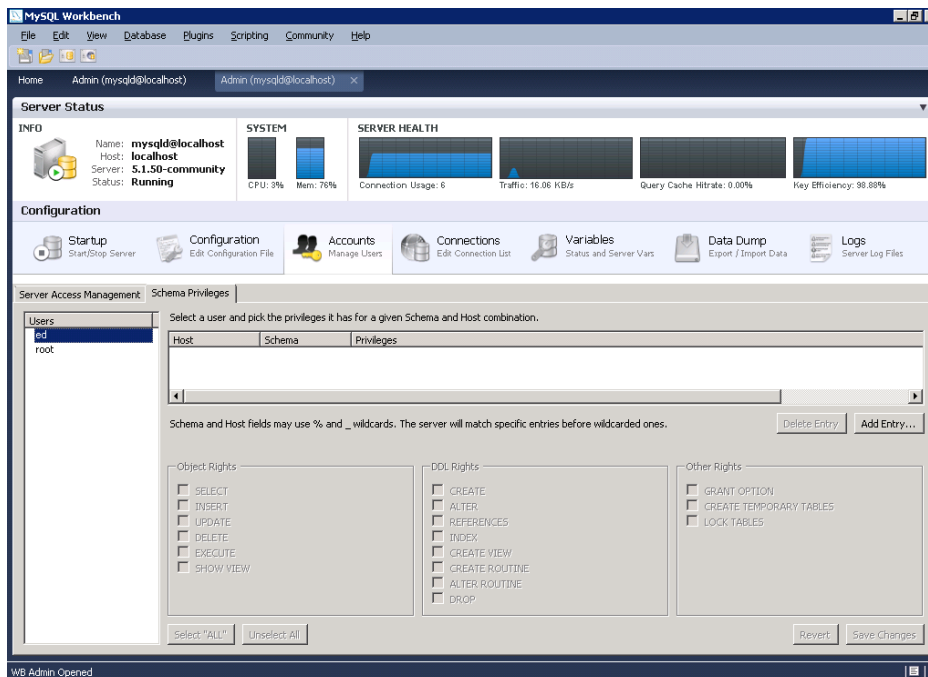 MySQL Workbench
File Edit View Database Plugins Scripting Community Help
Home Admin (mysqld@localhost) Admin (mysqld@localhost)
Server Status
INFO SYSTEM SERVER HEALTH
Name: mysqld@localhost
Host: localhost
Server: 5.1.50-community
Status: Running
CPU: 3% Mem: 76% Connection Usage: 6 Traffic: 16.06 KB/s Query Cache Hitrate: 0.00% Key Efficiency: 98.88%
Configuration
Startup Configuration Accounts Connections Variables Data Dump Logs
Start/Stop Server Edit Configuration File Manage Users Edit Connection List Status and Server Vars Export / Import Data Server Log Files
Server Access Management Schema Privileges
Select a user and pick the privileges it has for a given Schema and Host combination.
Users
ed
root
Host Schema Privileges
Schema and Host fields may use % and _ wildcards. The server will match specific entries before wildcarded ones.
Delete Entry Add Entry...
Object Rights
SELECT
INSERT
UPDATE
DELETE
EXECUTE
SHOW VIEW
DDL Rights
CREATE
ALTER
REFERENCES
INDEX
CREATE VIEW
CREATE ROUTINE
ALTER ROUTINE
DROP
Other Rights
GRANT OPTION
CREATE TEMPORARY TABLES
LOCK TABLES
Select "ALL" Unselect All Revert Save Changes
WB Admin Opened